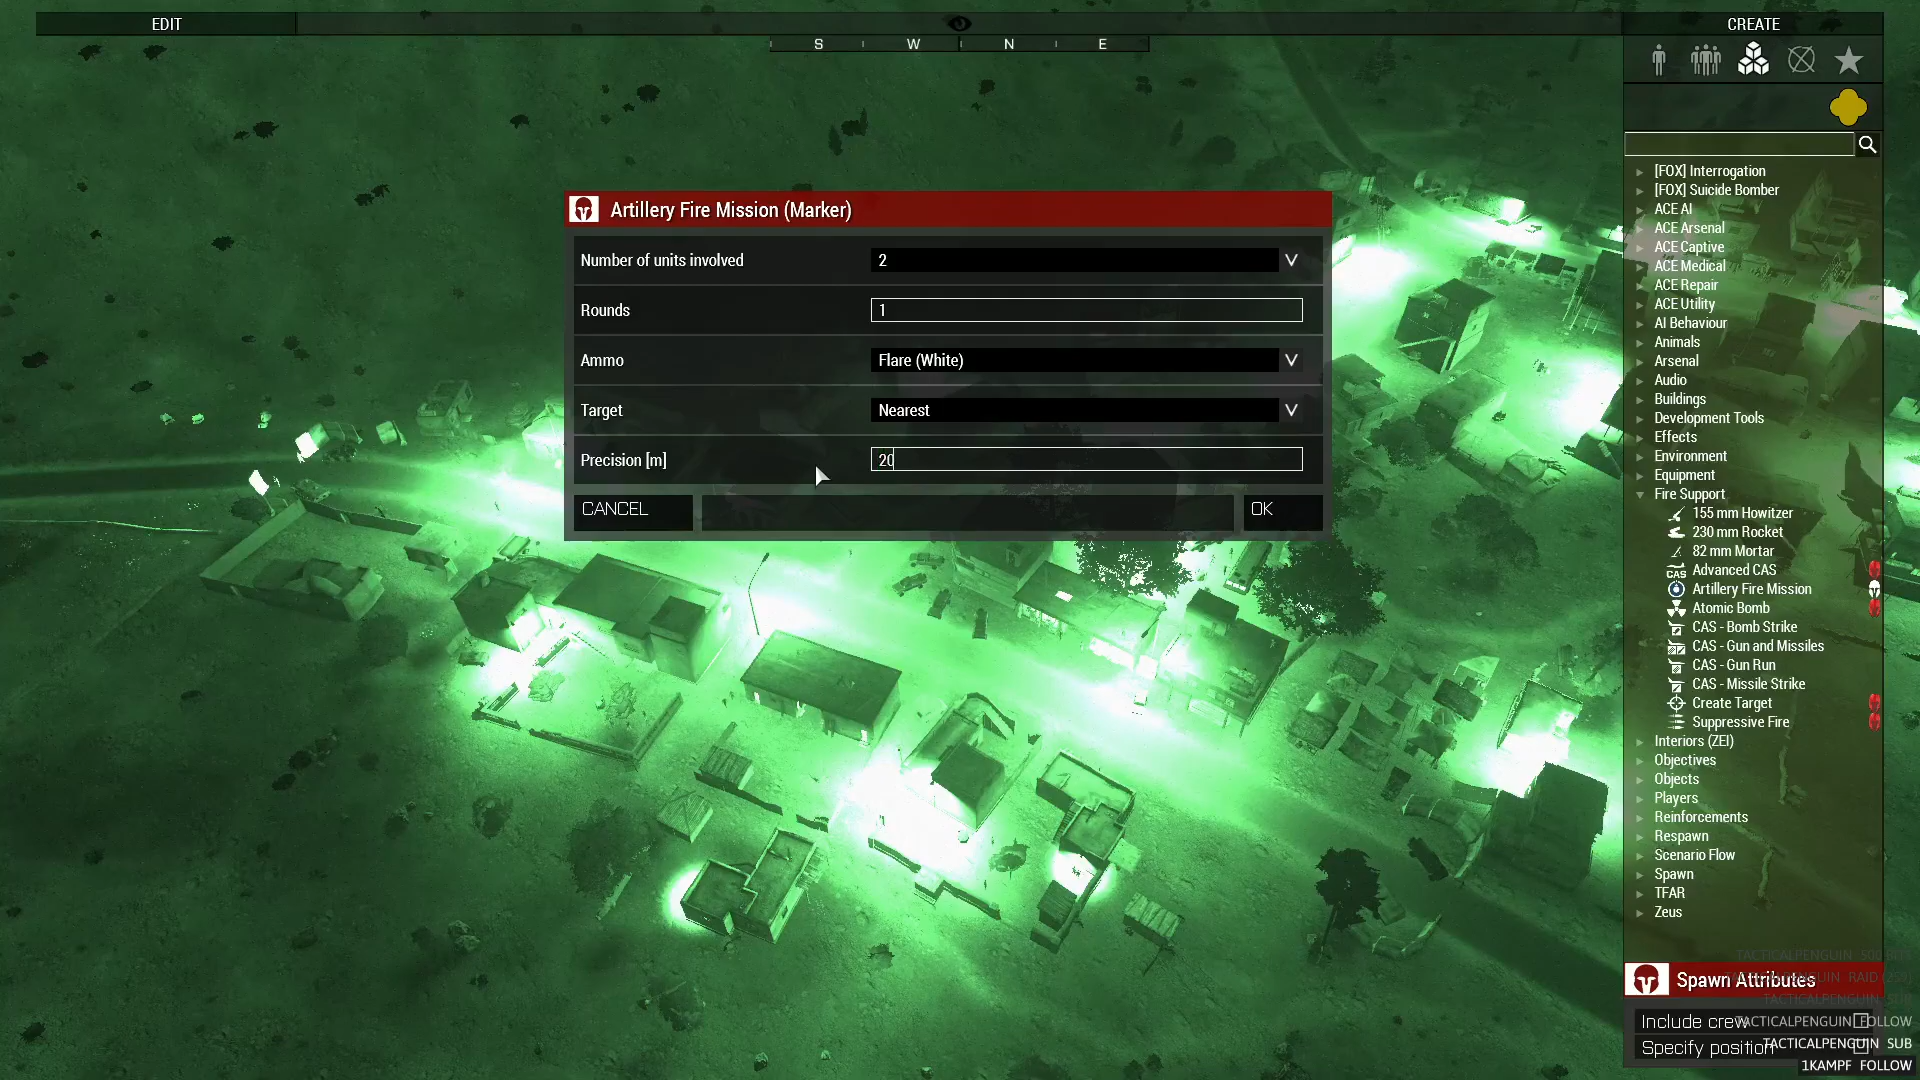 EDIT
S W N E
CREATE
Artillery Fire Mission (Marker)
Number of units involved
2
V
Rounds
1
Ammo
Flare (White)
V
Target
Nearest
V
Precision [m]
20
CANCEL
OK
[FOX] Interrogation
[FOX] Suicide Bomber
ACE AI
ACE Arsenal
ACE Captive
ACE Medical
ACE Repair
ACE Utility
AI Behaviour
Animals
Arsenal
Audio
Buildings
Development Tools
Effects
Environment
Equipment
Fire Support
155 mm Howitzer
230 mm Rocket
82 mm Mortar
CAS Advanced CAS
Artillery Fire Mission
Atomic Bomb
CAS - Bomb Strike
CAS - Gun and Missiles
CAS - Gun Run
CAS - Missile Strike
Create Target
Suppressive Fire
Interiors (ZEI)
Objectives
Objects
Players
Reinforcements
Respawn
Scenario Flow
Spawn
TFAR
Zeus
TACTICALPENGUIN
Spawn Attributes
RAID
TACTICALPENGUIN SUB
Include crew
TACTICALPENGUIN FOLLOW
Specify position
TACTICALPENGUIN SUB
1KAMPF FOLLOW